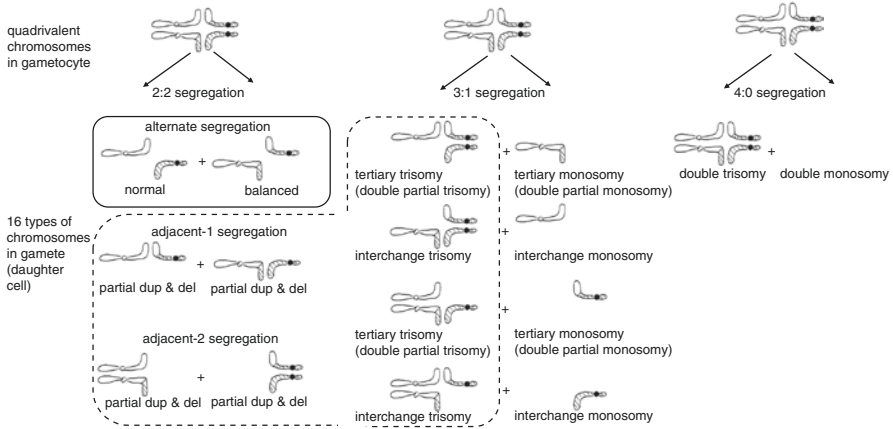 quadrivalent
chromosomes
in gametocyte
2:2 segregation
3:1 segregation
4:0 segregation
alternate segregation
+
normal
balanced
16 types of
chromosomes
in gamete
(daughter
cell)
adjacent-1 segregation
+
partial dup & del
partial dup & del
adjacent-2 segregation
+
partial dup & del
partial dup & del
+
tertiary trisomy
(double partial trisomy)
tertiary monosomy
(double partial monosomy)
+
interchange trisomy
interchange monosomy
+
tertiary trisomy
(double partial trisomy)
tertiary monosomy
(double partial monosomy)
+
interchange trisomy
interchange monosomy
+
double trisomy
double monosomy